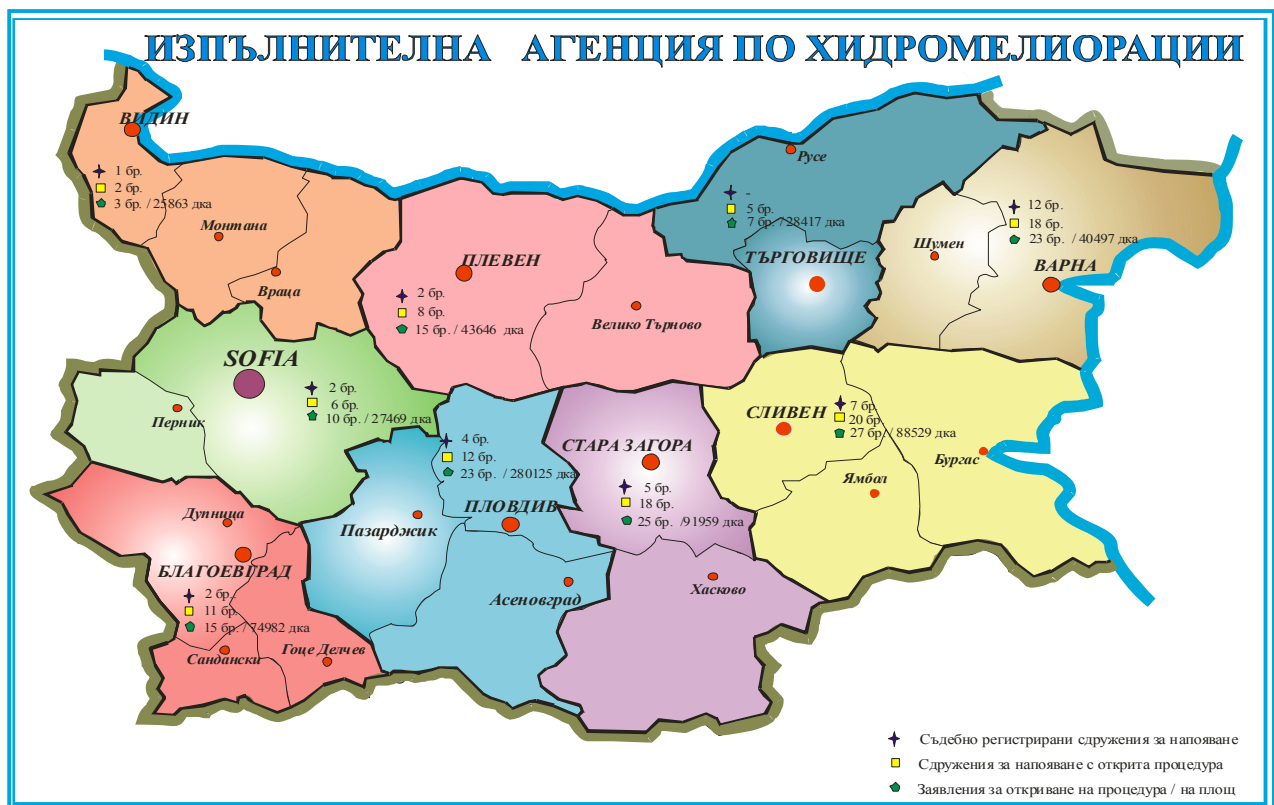 ИЗПЪЛНИТЕЛНА АГЕНЦИЯ ПО ХИДРОМЕЛИОРАЦИИ
ВИДИН
1 бр.
2 бр.
3 бр. / 25863 дка
Монтана
Враца
ПЛЕВЕН
2 бр.
8 бр.
15 бр. / 43646 дка
Велико Търново
Русе
-
5 бр.
7 бр. / 28417 дка
ТЪРГОВИЩЕ
Шумен
12 бр.
18 бр.
23 бр. / 40497 дка
ВАРНА
SOFIA
2 бр.
6 бр.
10 бр. / 27469 дка
Перник
4 бр.
12 бр.
23 бр. / 280125 дка
ПЛОВДИВ
Пазарджик
Асеновград
СТАРА ЗАГОРА
5 бр.
18 бр.
25 бр. /91959 дка
Хасково
СЛИВЕН
7 бр.
20 бр.
27 бр. / 88529 дка
Бургас
Ямбол
Дупница
БЛАГОЕВГРАД
2 бр.
11 бр.
15 бр. / 74982 дка
Сандански
Гоце Делчев
Съдебно регистрирани сдружения за напояване
Сдружения за напояване с открита процедура
Заявления за откриване на процедура / на площ